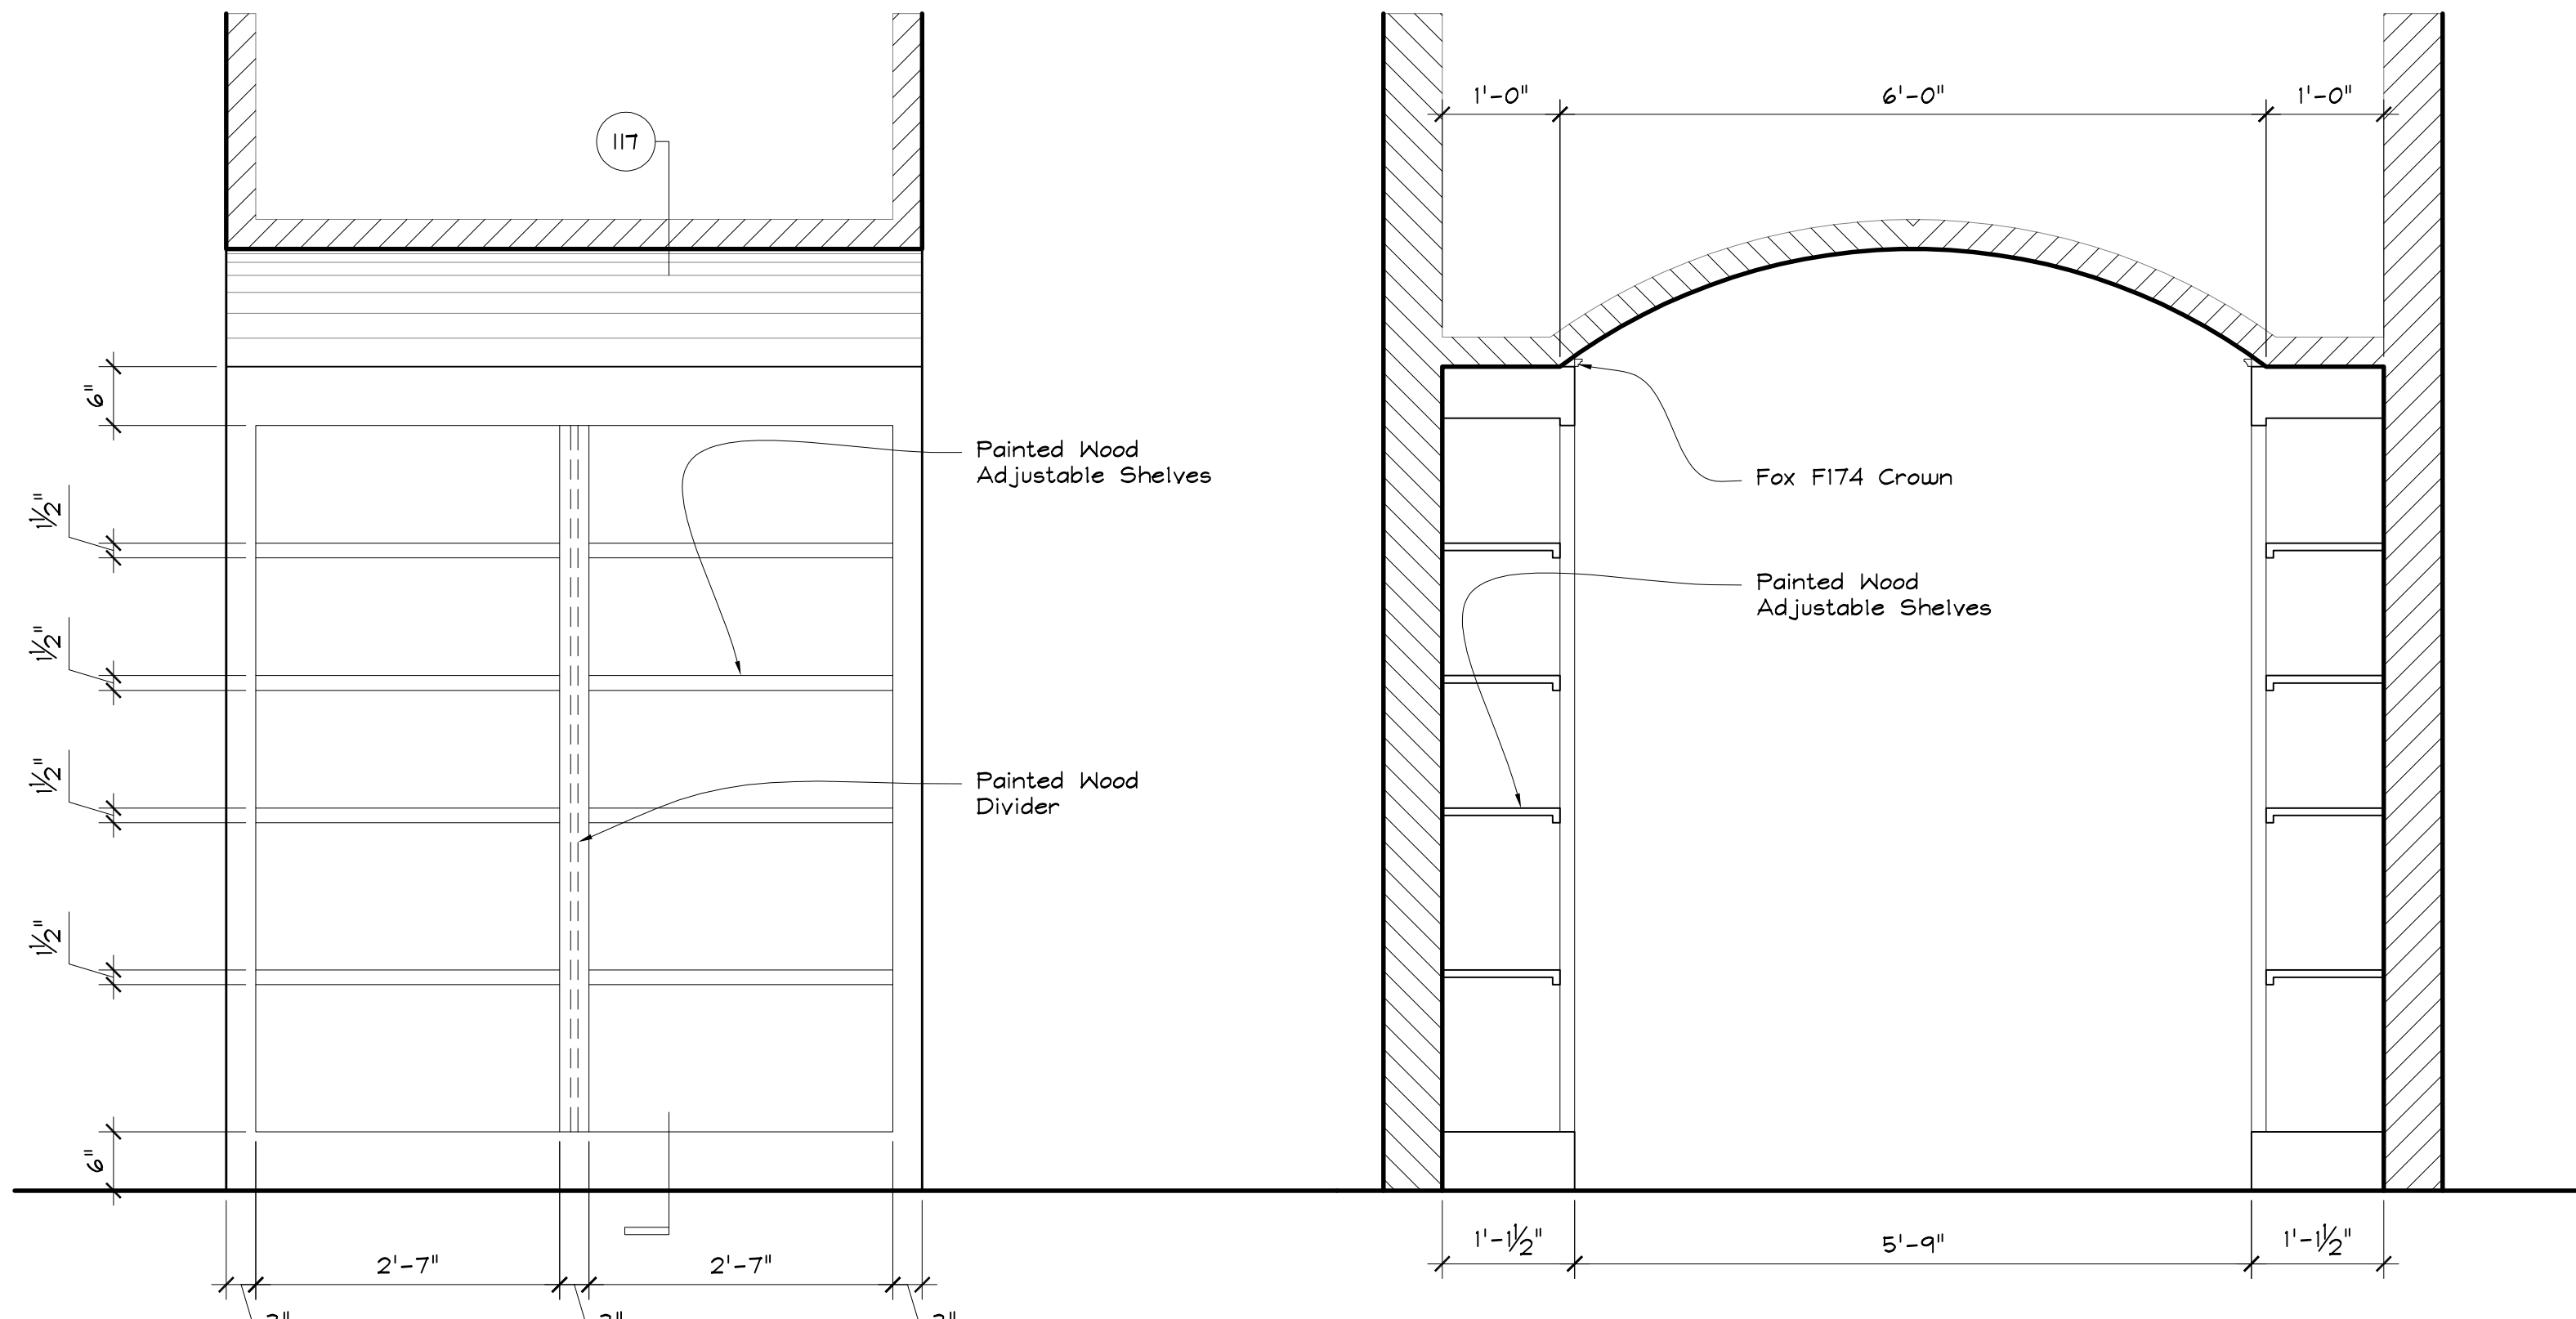 1'-0"
6'-0"
1'-0"
117
6"
Painted Wood
Adjustable Shelves
Fox F174 Crown
1½"
Painted Wood
Adjustable Shelves
1½"
1½"
Painted Wood
Divider
1½"
6"
1'-1½"
5'-9"
1'-1½"
2'-7"
2'-7"